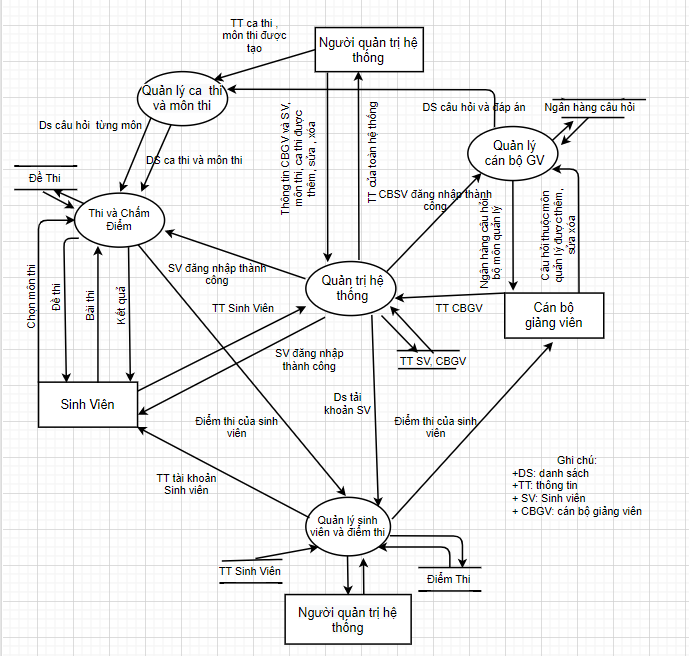 TT ca thi ,
môn thi được
tạo
Người quản trị hệ
thống
Quản lý ca thi
và môn thi
DS câu hỏi và đáp án
Ngân hàng câu hỏi
Ds câu hỏi từng môn
DS ca thi và môn thi
Thông tin CBGV và SV,
môn thi, ca thi được
thêm, sửa , xóa
TT của toàn hệ thống
Quản lý
cán bộ GV
Đề Thi
CBSV đăng nhập thành
công
Thi và Chấm
Điểm
Ngân hàng câu hỏi
bộ môn quản lý
Câu hỏi thuộc môn
quản lý được thêm,
sửa xóa
SV đăng nhập thành
công
Quản trị hệ
thống
Chọn môn thi
Đề thi
Bài thi
Kết quả
TT Sinh Viên
TT CBGV
Cán bộ
giảng viên
SV đăng nhập
thành công
TT SV, CBGV
Sinh Viên
Ds tải
khoản SV
Điểm thi của sinh
viên
Điểm thi của sinh
viên
TT tài khoản
Sinh viên
Ghi chú:
+DS: danh sách
+TT: thông tin
+ SV: Sinh viên
+ CBGV: cán bộ giảng viên
Quản lý sinh
viên và điểm thi
TT Sinh Viên
Điểm Thi
Người quản trị hệ
thống